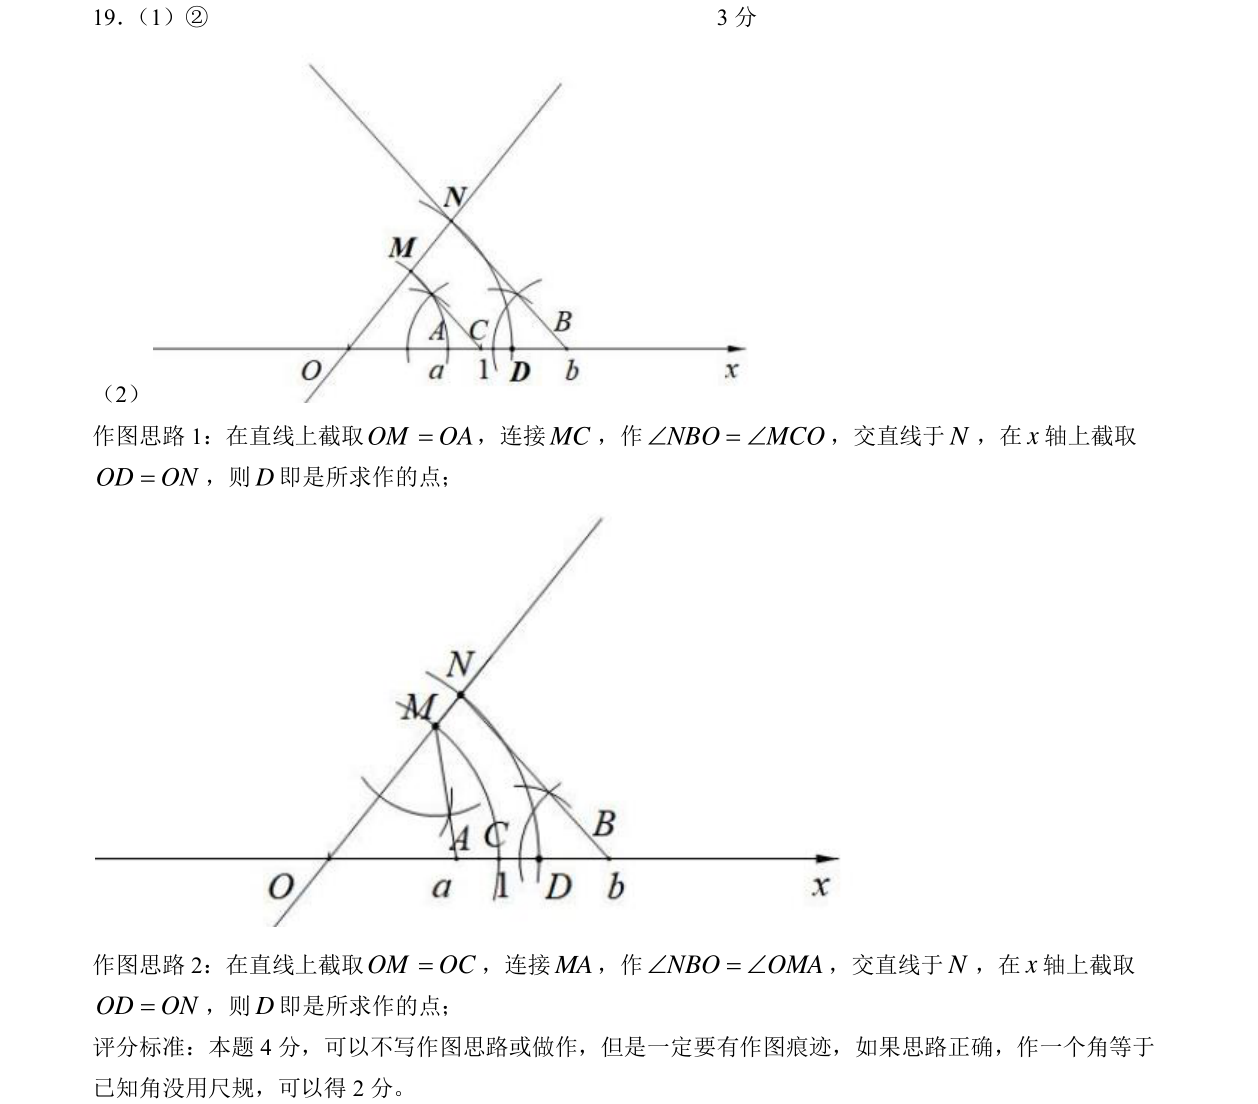 19.（1）② 3 分
N
M
A C B
O a 1 D b x
（2）
作图思路 1：在直线上截取 OM = OA，连接 MC，作 ∠NBO = ∠MCO，交直线于 N，在 x 轴上截取
OD = ON，则 D 即是所求作的点；
N
M
A C B
O a 1 D b x
作图思路 2：在直线上截取 OM = OC，连接 MA，作 ∠NBO = ∠OMA，交直线于 N，在 x 轴上截取
OD = ON，则 D 即是所求作的点；
评分标准：本题 4 分，可以不写作图思路或做作，但是一定要有作图痕迹，如果思路正确，作一个角等于
已知角没用尺规，可以得 2 分。